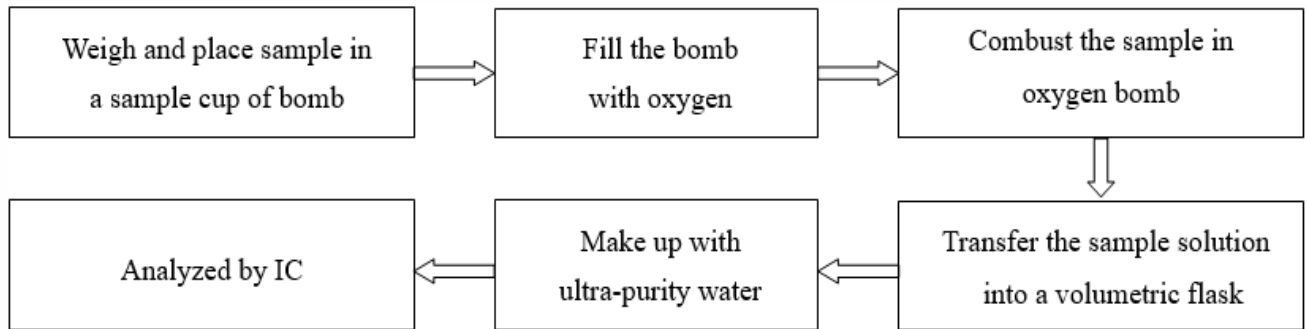 Weigh and place sample in
a sample cup of bomb
Fill the bomb
with oxygen
Combust the sample in
oxygen bomb
Transfer the sample solution
into a volumetric flask
Make up with
ultra-purity water
Analyzed by IC